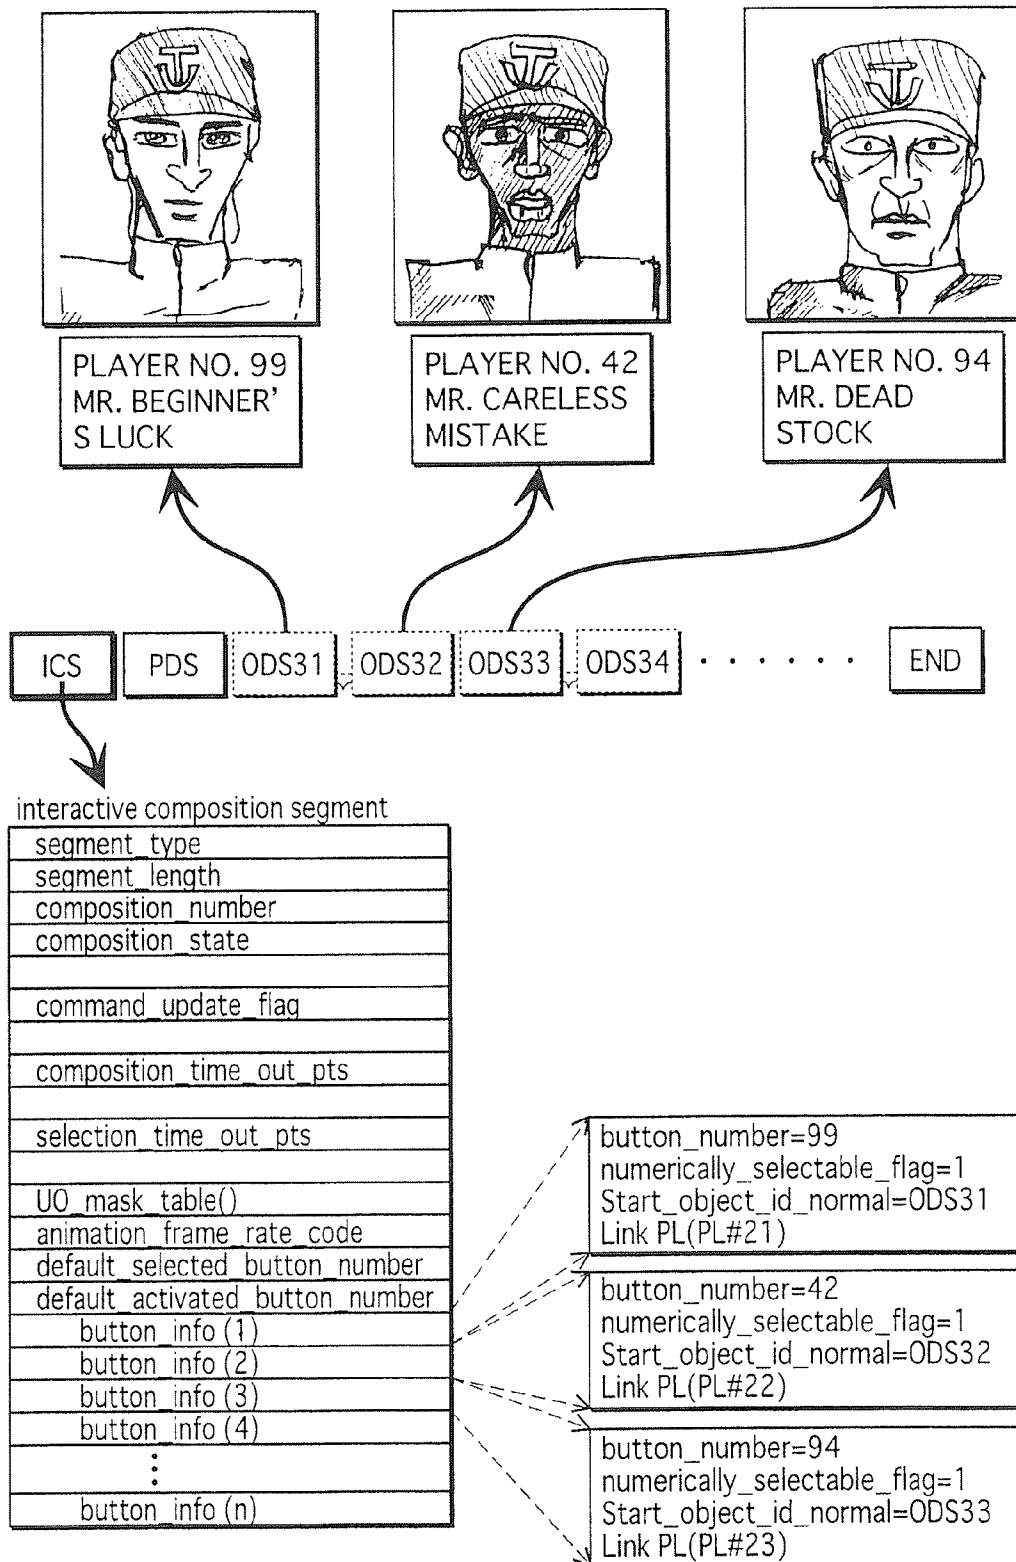 PLAYER NO. 99
MR. BEGINNER'
S LUCK
PLAYER NO. 42
MR. CARELESS
MISTAKE
PLAYER NO. 94
MR. DEAD
STOCK
ICS
PDS
ODS31
ODS32
ODS33
ODS34
. . . . . . .
END
interactive composition segment
segment_type
segment_length
composition_number
composition_state
command_update_flag
composition_time_out_pts
selection_time_out_pts
UO_mask_table()
animation_frame_rate_code
default_selected_button_number
default_activated_button_number
button_info (1)
button_info (2)
button_info (3)
button_info (4)
button_info (n)
button_number=99
numerically_selectable_flag=1
Start_object_id_normal=ODS31
Link PL(PL#21)
button_number=42
numerically_selectable_flag=1
Start_object_id_normal=ODS32
Link PL(PL#22)
button_number=94
numerically_selectable_flag=1
Start_object_id_normal=ODS33
Link PL(PL#23)